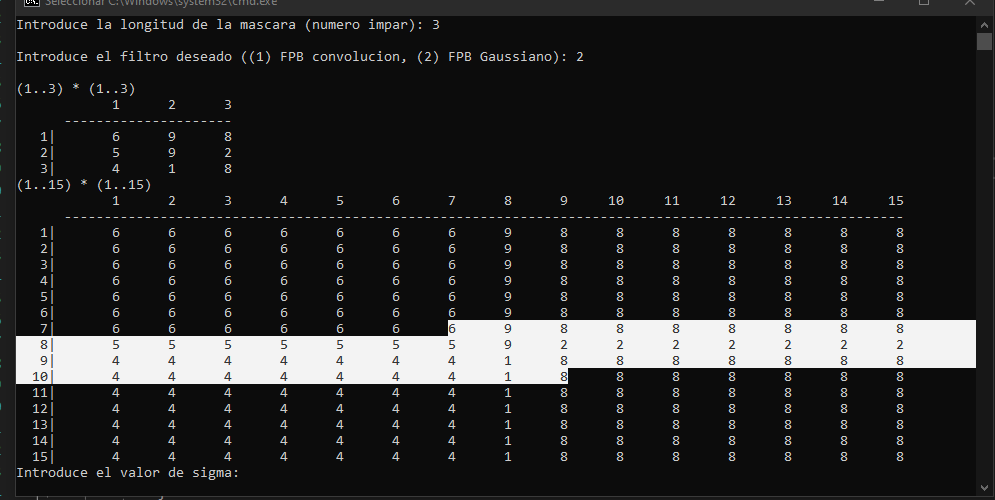 Seleccionar C:\Windows\system32\cmd.exe
Introduce la longitud de la mascara (numero impar): 3
Introduce el filtro deseado ((1) FPB convolucion, (2) FPB Gaussiano): 2
(1..3) * (1..3)
1 2 3
---------------------
1| 6 9 8
2| 5 9 2
3| 4 1 8
(1..15) * (1..15)
1 2 3 4 5 6 7 8 9 10 11 12 13 14 15
---------------------------------------------------------------------------------------------------------
1| 6 6 6 6 6 6 6 9 8 8 8 8 8 8 8
2| 6 6 6 6 6 6 6 9 8 8 8 8 8 8 8
3| 6 6 6 6 6 6 6 9 8 8 8 8 8 8 8
4| 6 6 6 6 6 6 6 9 8 8 8 8 8 8 8
5| 6 6 6 6 6 6 6 9 8 8 8 8 8 8 8
6| 6 6 6 6 6 6 6 9 8 8 8 8 8 8 8
7| 6 6 6 6 6 6 6 9 8 8 8 8 8 8 8
8| 5 5 5 5 5 5 5 9 2 2 2 2 2 2 2
9| 4 4 4 4 4 4 4 1 8 8 8 8 8 8 8
10| 4 4 4 4 4 4 4 1 8 8 8 8 8 8 8
11| 4 4 4 4 4 4 4 1 8 8 8 8 8 8 8
12| 4 4 4 4 4 4 4 1 8 8 8 8 8 8 8
13| 4 4 4 4 4 4 4 1 8 8 8 8 8 8 8
14| 4 4 4 4 4 4 4 1 8 8 8 8 8 8 8
15| 4 4 4 4 4 4 4 1 8 8 8 8 8 8 8
Introduce el valor de sigma: